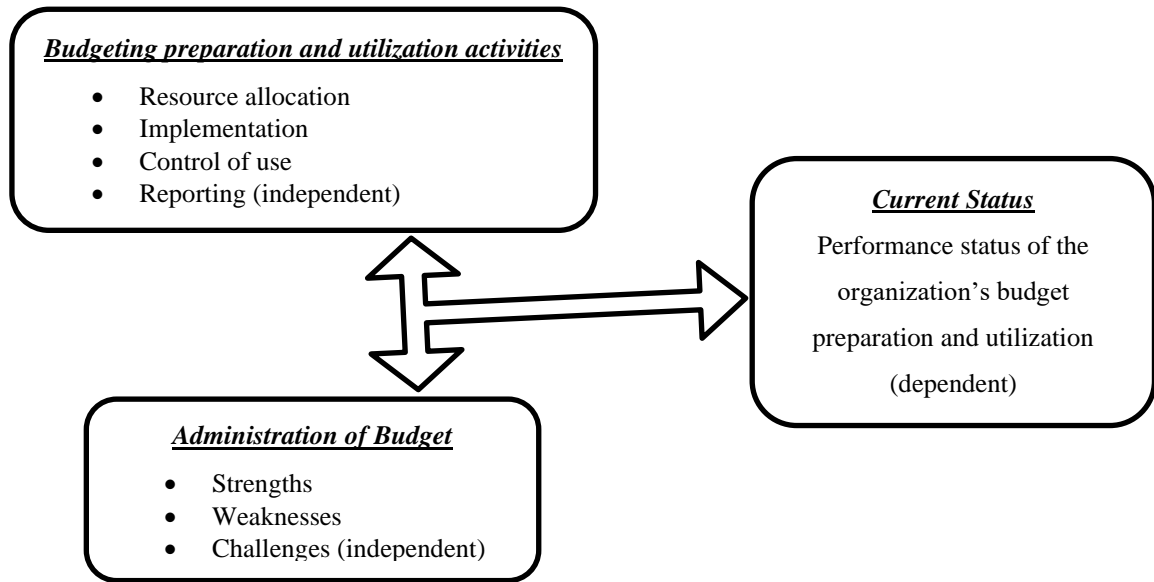 Budgeting preparation and utilization activities
• Resource allocation
• Implementation
• Control of use
• Reporting (independent)
Current Status
Performance status of the
organization’s budget
preparation and utilization
(dependent)
Administration of Budget
• Strengths
• Weaknesses
• Challenges (independent)